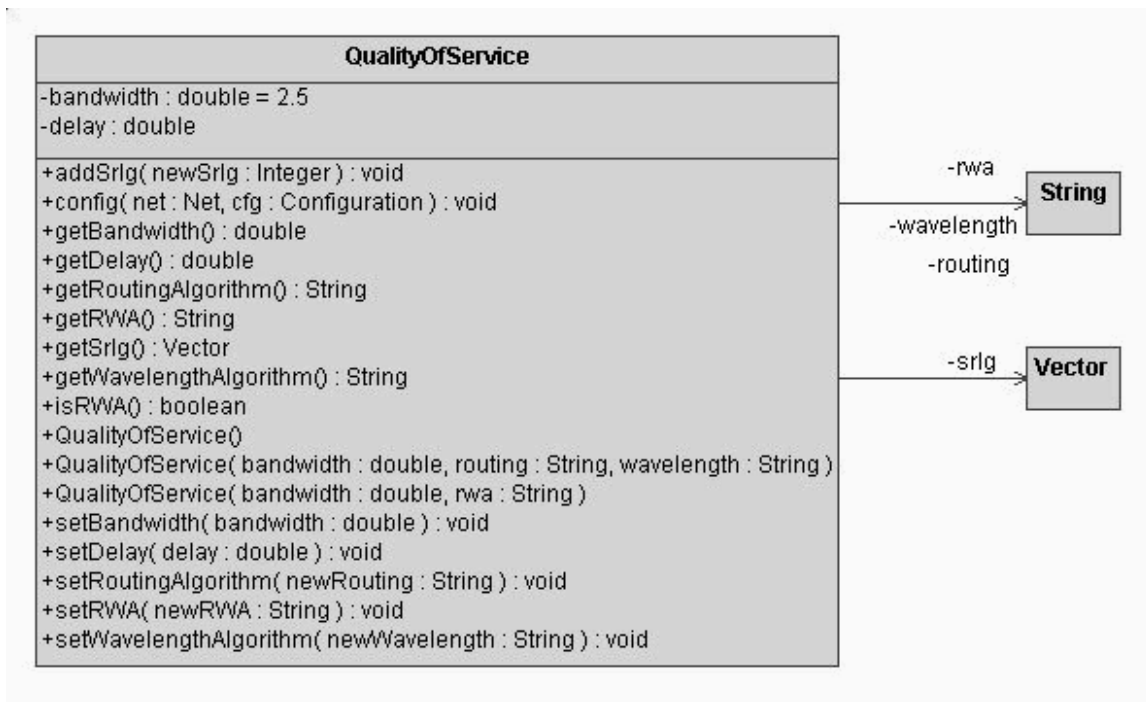 QualityOfService
-bandwidth : double = 2.5
-delay : double
+addSrlg( newSrlg : Integer ) : void
+config( net : Net, cfg : Configuration ) : void
+getBandwidth() : double
+getDelay() : double
+getRoutingAlgorithm() : String
+getRWA() : String
+getSrlg() : Vector
+getWavelengthAlgorithm() : String
+isRWA() : boolean
+QualityOfService()
+QualityOfService( bandwidth : double, routing : String, wavelength : String )
+QualityOfService( bandwidth : double, rwa : String )
+setBandwidth( bandwidth : double ) : void
+setDelay( delay : double ) : void
+setRoutingAlgorithm( newRouting : String ) : void
+setRWA( newRWA : String ) : void
+setWavelengthAlgorithm( newWavelength : String ) : void
-rwa
String
-wavelength
-routing
-srlg
Vector